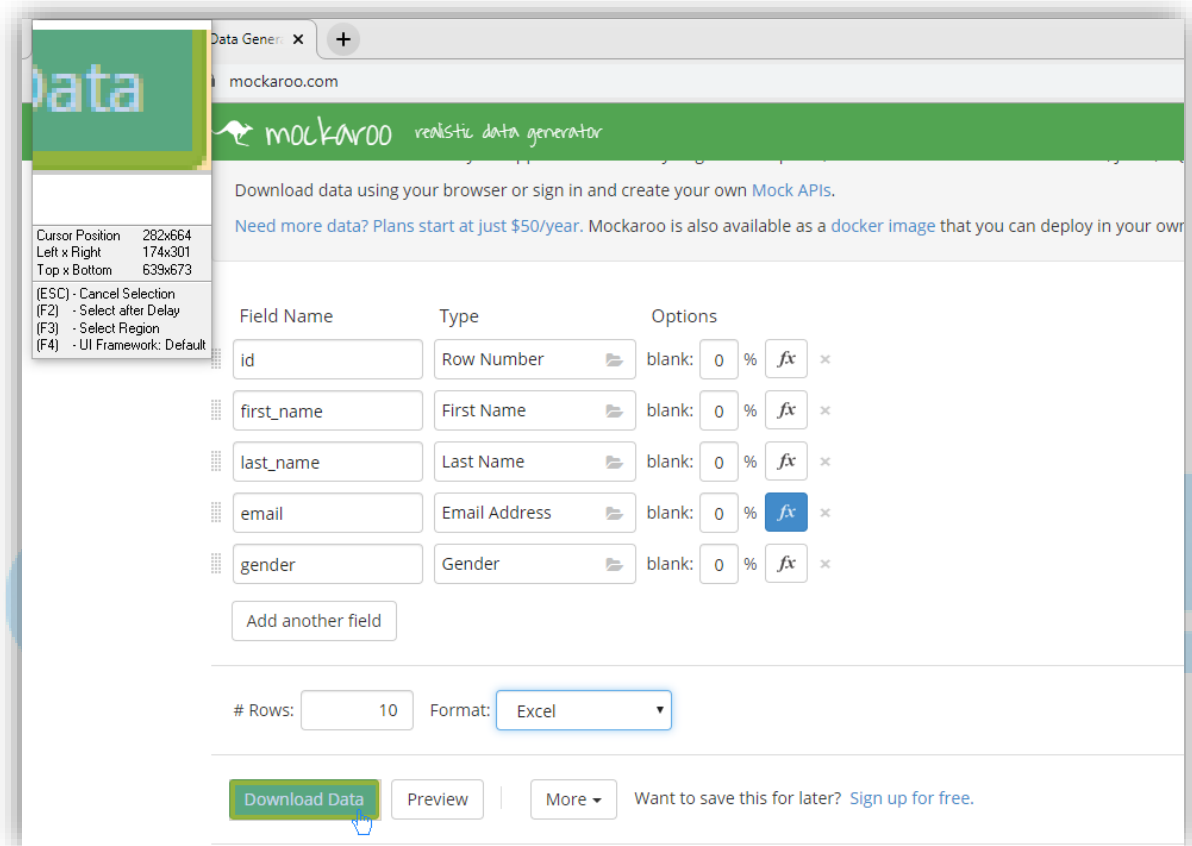 Data Gener
mockaroo.com
mockaroo realistic data generator
Download data using your browser or sign in and create your own Mock APIs.
Need more data? Plans start at just $50/year. Mockaroo is also available as a docker image that you can deploy in your own
ata
Cursor Position 282x664
Left x Right 174x301
Top x Bottom 639x673
(ESC) - Cancel Selection
(F2) - Select after Delay
(F3) - Select Region
(F4) - UI Framework: Default
Field Name Type Options
id Row Number blank: 0 % fx
first_name First Name blank: 0 % fx
last_name Last Name blank: 0 % fx
email Email Address blank: 0 % fx
gender Gender blank: 0 % fx
Add another field
# Rows: 10 Format: Excel
Download Data Preview More Want to save this for later? Sign up for free.